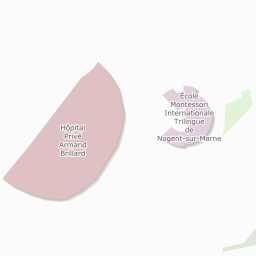 Hôpital
Privé
Armand
Brillard
École
Montessori
Internationale
Trilingue
de
Nogent-sur-Marne